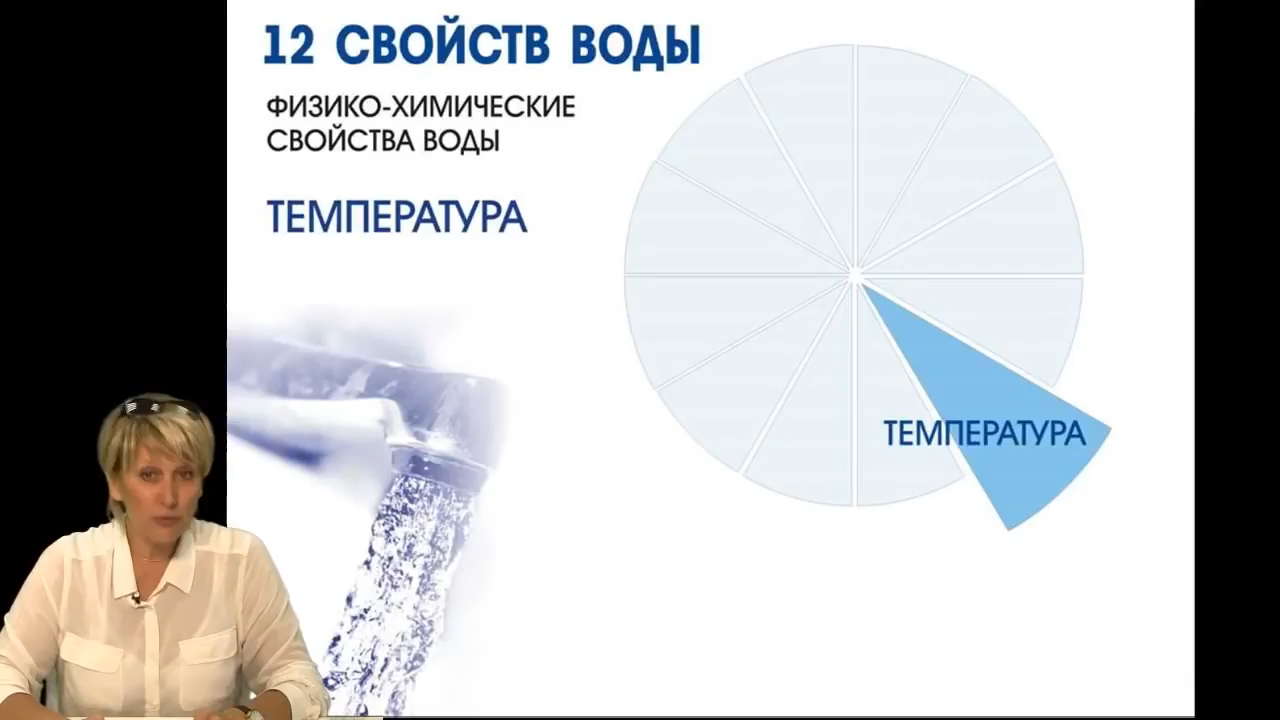 12 СВОЙСТВ ВОДЫ
ФИЗИКО-ХИМИЧЕСКИЕ
СВОЙСТВА ВОДЫ
ТЕМПЕРАТУРА
ТЕМПЕРАТУРА